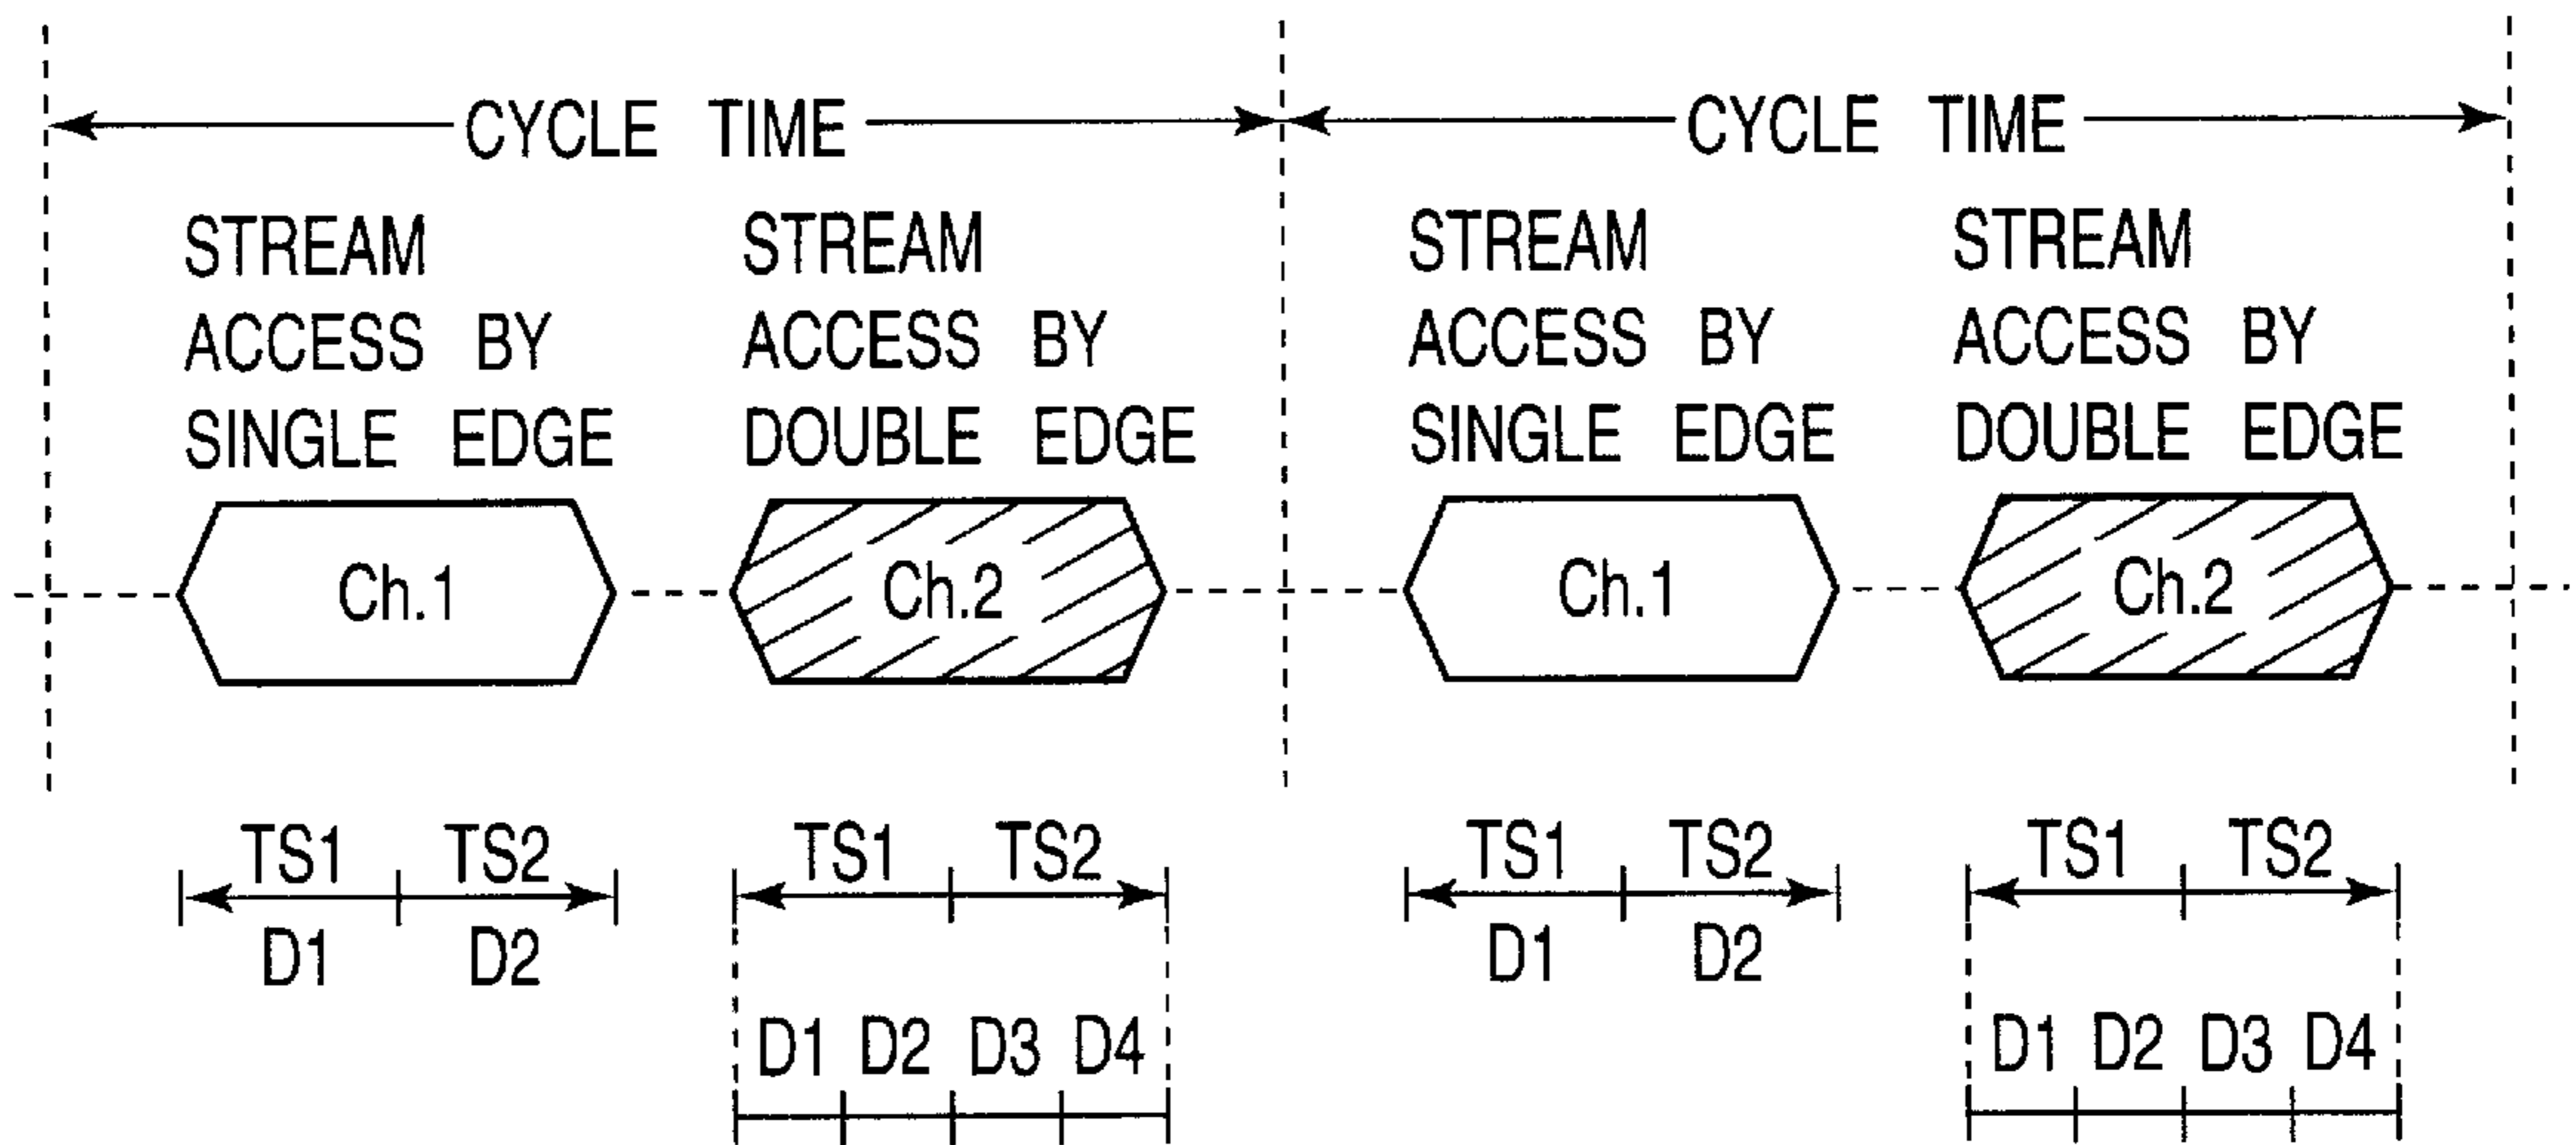 CYCLE TIME CYCLE TIME
STREAM STREAM STREAM STREAM
ACCESS BY ACCESS BY ACCESS BY ACCESS BY
SINGLE EDGE DOUBLE EDGE SINGLE EDGE DOUBLE EDGE
Ch.1 Ch.2 Ch.1 Ch.2
TS1 TS2 TS1 TS2 TS1 TS2 TS1 TS2
D1 D2 D1 D2
D1 D2 D3 D4 D1 D2 D3 D4